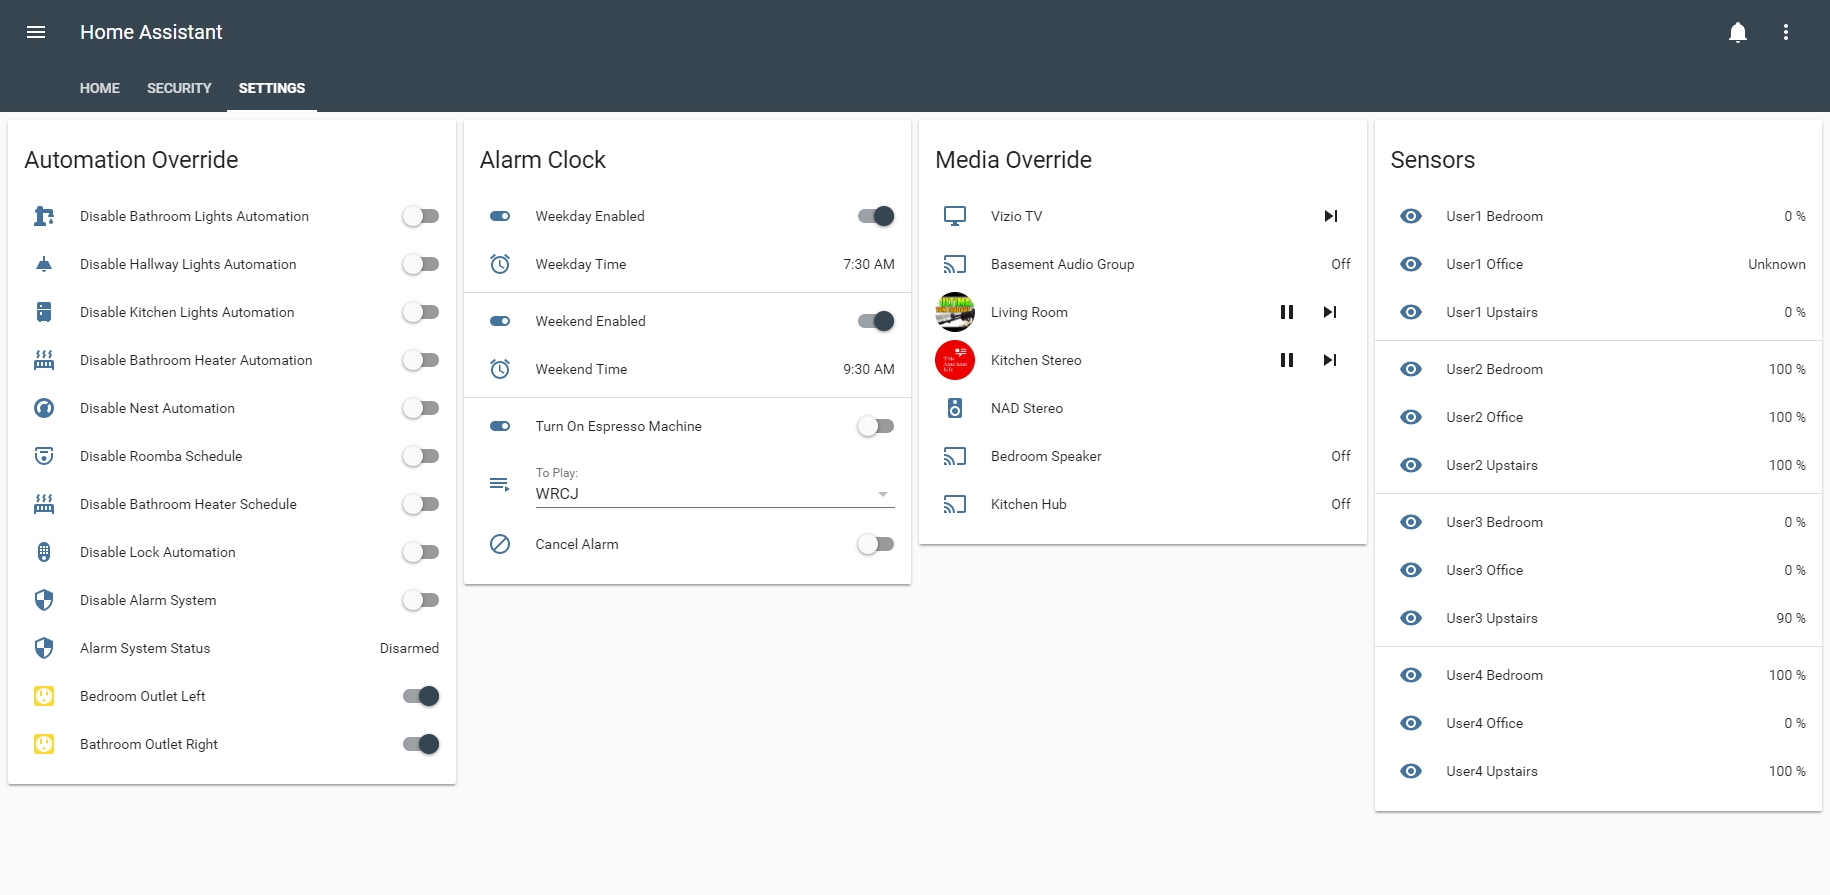 Home Assistant
HOME SECURITY SETTINGS
Automation Override
Disable Bathroom Lights Automation
Disable Hallway Lights Automation
Disable Kitchen Lights Automation
Disable Bathroom Heater Automation
Disable Nest Automation
Disable Roomba Schedule
Disable Bathroom Heater Schedule
Disable Lock Automation
Disable Alarm System
Alarm System Status Disarmed
Bedroom Outlet Left
Bathroom Outlet Right
Alarm Clock
Weekday Enabled
Weekday Time 7:30 AM
Weekend Enabled
Weekend Time 9:30 AM
Turn On Espresso Machine
To Play:
WRCJ
Cancel Alarm
Media Override
Vizio TV
Basement Audio Group Off
Living Room
This
American
Life
Kitchen Stereo
NAD Stereo
Bedroom Speaker Off
Kitchen Hub Off
Sensors
User1 Bedroom 0 %
User1 Office Unknown
User1 Upstairs 0 %
User2 Bedroom 100 %
User2 Office 100 %
User2 Upstairs 100 %
User3 Bedroom 0 %
User3 Office 0 %
User3 Upstairs 90 %
User4 Bedroom 100 %
User4 Office 0 %
User4 Upstairs 100 %